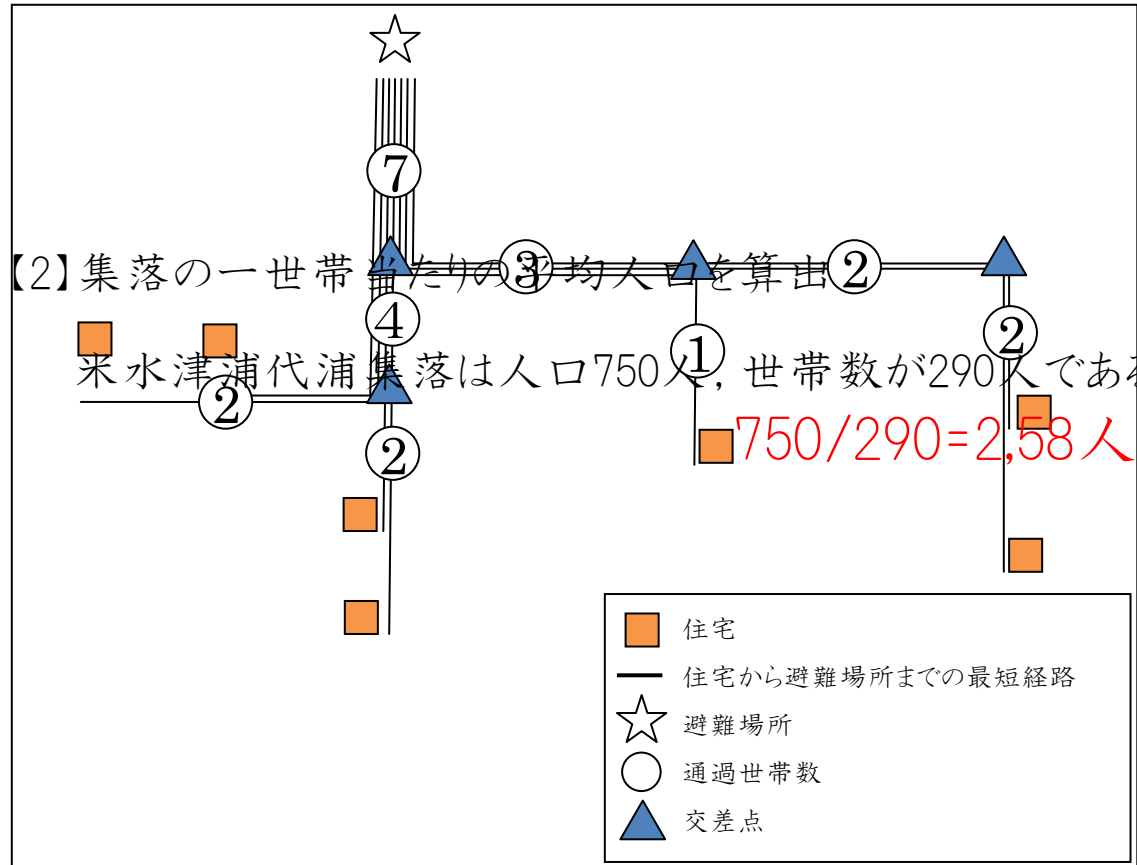 7
【2】集落の一世帯当たりの平均人口を算出
3
2
4
1
2
米水津浦代浦集落は人口750人, 世帯数が290人である
2
750/290=2,58人
2
住宅
住宅から避難場所までの最短経路
避難場所
通過世帯数
交差点